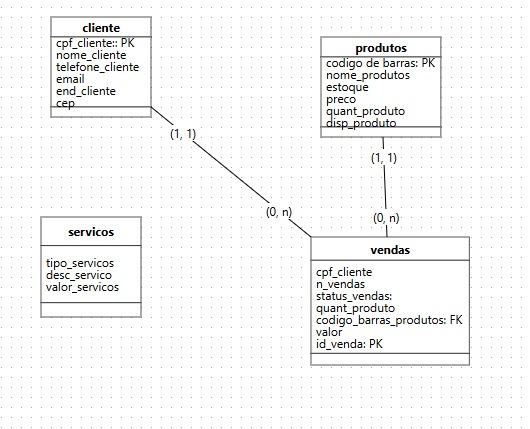 cliente
cpf_cliente:: PK
nome_cliente
telefone_cliente
email
end_cliente
cep
produtos
codigo de barras: PK
nome_produtos
estoque
preco
quant_produto
disp_produto
(1, 1)
(1, 1)
(0, n)
(0, n)
servicos
tipo_servicos
desc_servico
valor_servicos
vendas
cpf_cliente
n_vendas
status_vendas:
quant_produto
codigo_barras_produtos: FK
valor
id_venda: PK